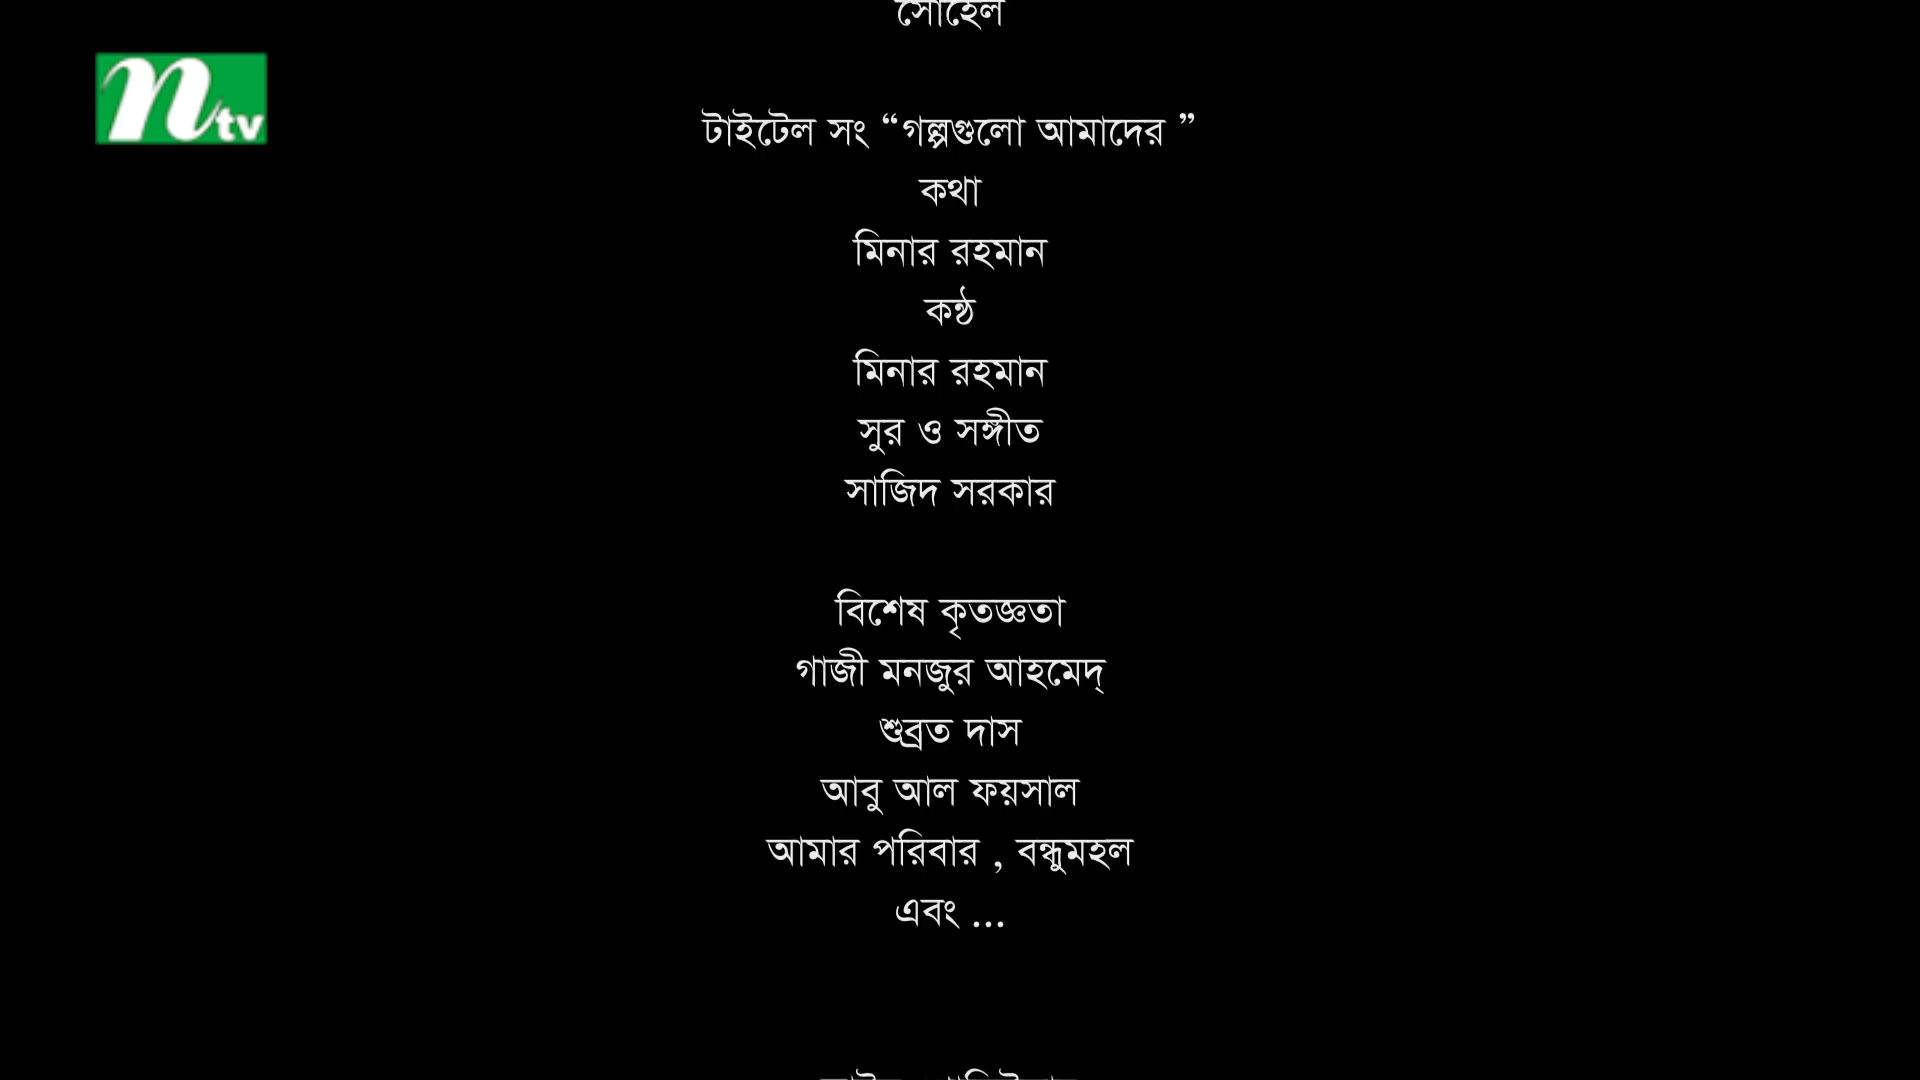 সোহেল
ntv
টাইটেল সং “গল্পগুলো আমাদের ”
কথা
মিনার রহমান
কন্ঠ
মিনার রহমান
সুর ও সঙ্গীত
সাজিদ সরকার
বিশেষ কৃতজ্ঞতা
গাজী মনজুর আহমেদ্
শুব্রত দাস
আবু আল ফয়সাল
আমার পরিবার , বন্ধুমহল
এবং ...